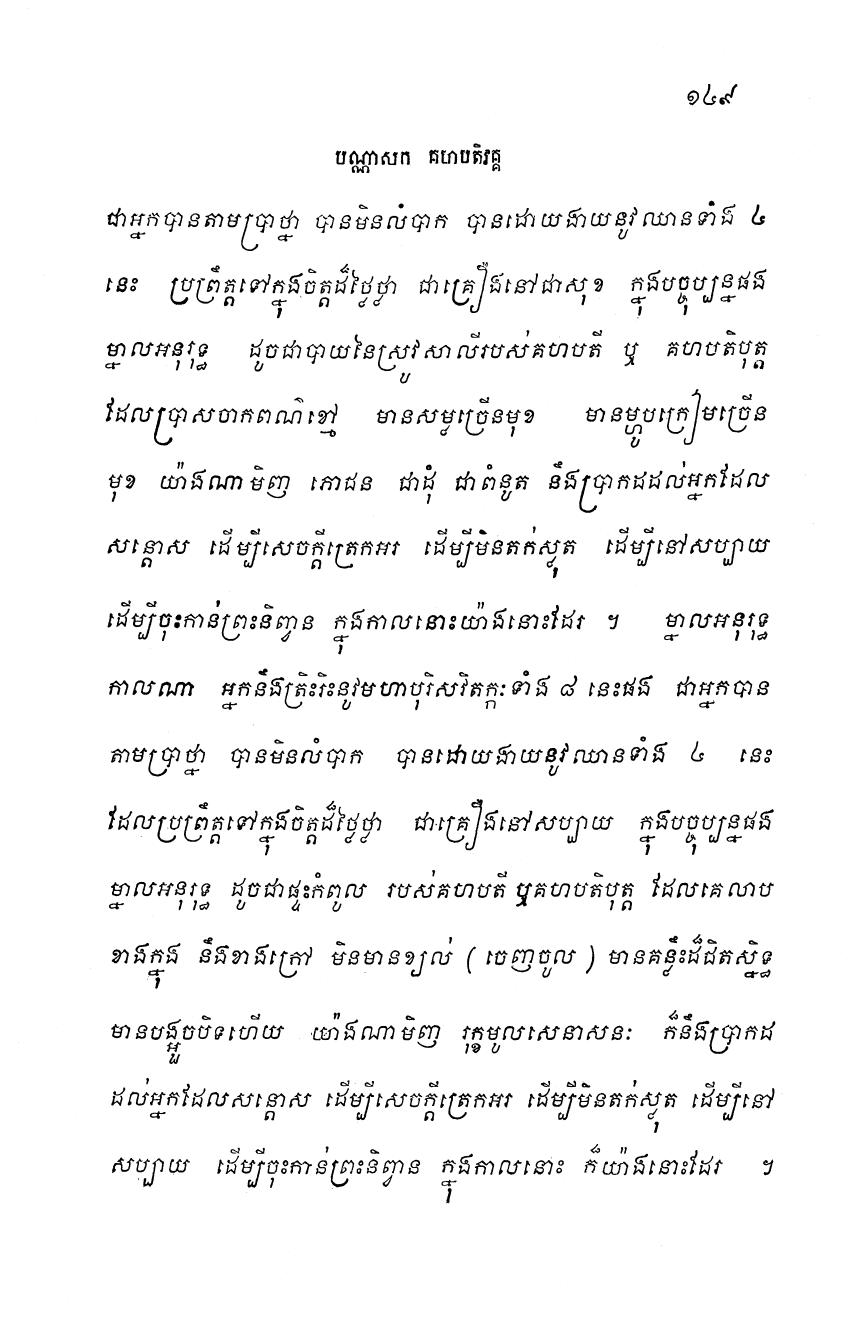 ១៤៩
បណ្ណាសក គហបតិវគ្គ
ជាអ្នកបានតាមប្រាថ្នា បានមិនលំបាក បានដោយងាយនូវឈានទាំង ៤
នេះ ប្រព្រឹត្តទៅក្នុងចិត្តដ៏ថ្លៃថ្លា ជាគ្រឿងនៅជាសុខ ក្នុងបច្ចុប្បន្នផង
ម្នាលអនុរុទ្ធ ដូចជាបាយនៃស្រូវសាលីរបស់គហបតី ឬ គហបតិបុត្ត
ដែលប្រាសចាកពណ៌ខ្មៅ មានសម្លច្រើនមុខ មានម្ហូបក្រៀមច្រើន
មុខ យ៉ាងណាមិញ ភោជន ជាដុំ ជាពំនូត នឹងប្រាកដដល់អ្នកដែល
សន្តោស ដើម្បីសេចក្តីត្រេកអរ ដើម្បីមិនតក់ស្លុត ដើម្បីនៅសប្បាយ
ដើម្បីចុះកាន់ព្រះនិព្វាន ក្នុងកាលនោះយ៉ាងនោះដែរ ។ ម្នាលអនុរុទ្ធ
កាលណា អ្នកនឹងត្រិះរិះនូវមហាបុរិសវិតក្កៈទាំង ៨ នេះផង ជាអ្នកបាន
តាមប្រាថ្នា បានមិនលំបាក បានដោយងាយនូវឈានទាំង ៤ នេះ
ដែលប្រព្រឹត្តទៅក្នុងចិត្តដ៏ថ្លៃថ្លា ជាគ្រឿងនៅសប្បាយ ក្នុងបច្ចុប្បន្នផង
ម្នាលអនុរុទ្ធ ដូចជាផ្ទះកំពូល របស់គហបតី ឬគហបតិបុត្ត ដែលគេលាប
ខាងក្នុង នឹងខាងក្រៅ មិនមានខ្យល់ ( ចេញចូល ) មានគន្លឹះដ៏ជិតស្និទ្ធ
មានបង្អួចបិទហើយ យ៉ាងណាមិញ រុក្ខមូលសេនាសនៈ ក៏នឹងប្រាកដ
ដល់អ្នកដែលសន្តោស ដើម្បីសេចក្តីត្រេកអរ ដើម្បីមិនតក់ស្លុត ដើម្បីនៅ
សប្បាយ ដើម្បីចុះកាន់ព្រះនិព្វាន ក្នុងកាលនោះ ក៏យ៉ាងនោះដែរ ។